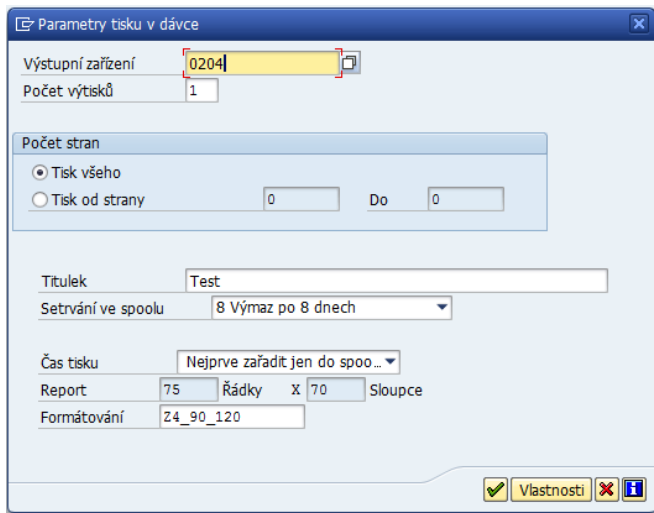 Parametry tisku v dávce
Výstupní zařízení 0204
Počet výtisků 1
Počet stran
Tisk všeho
Tisk od strany 0 Do 0
Titulek Test
Setrvání ve spoolu 8 Výmaz po 8 dnech
Čas tisku Nejprve zařadit jen do spoo...
Report 75 Řádky X 70 Sloupce
Formátování Z4_90_120
Vlastnosti